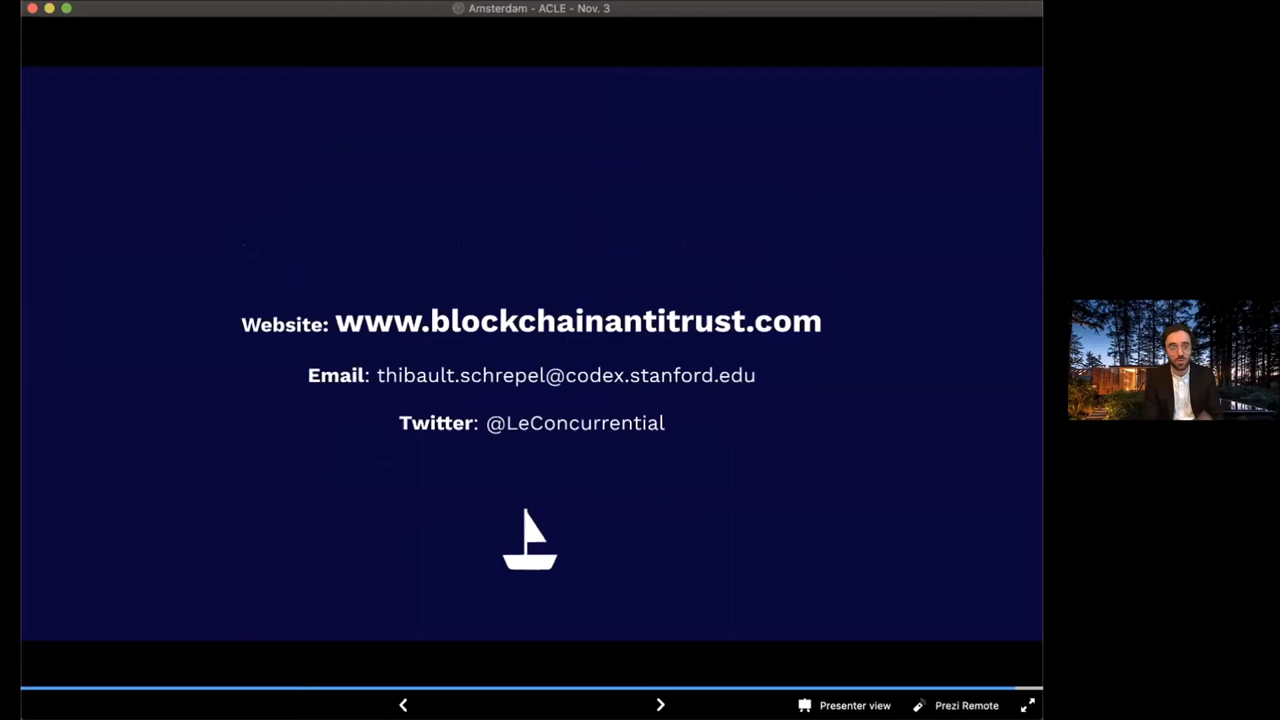 Amsterdam - ACLE - Nov. 3
Website: www.blockchainantitrust.com
Email: thibault.schrepel@codex.stanford.edu
Twitter: @LeConcurrential
Presenter view
Prezi Remote